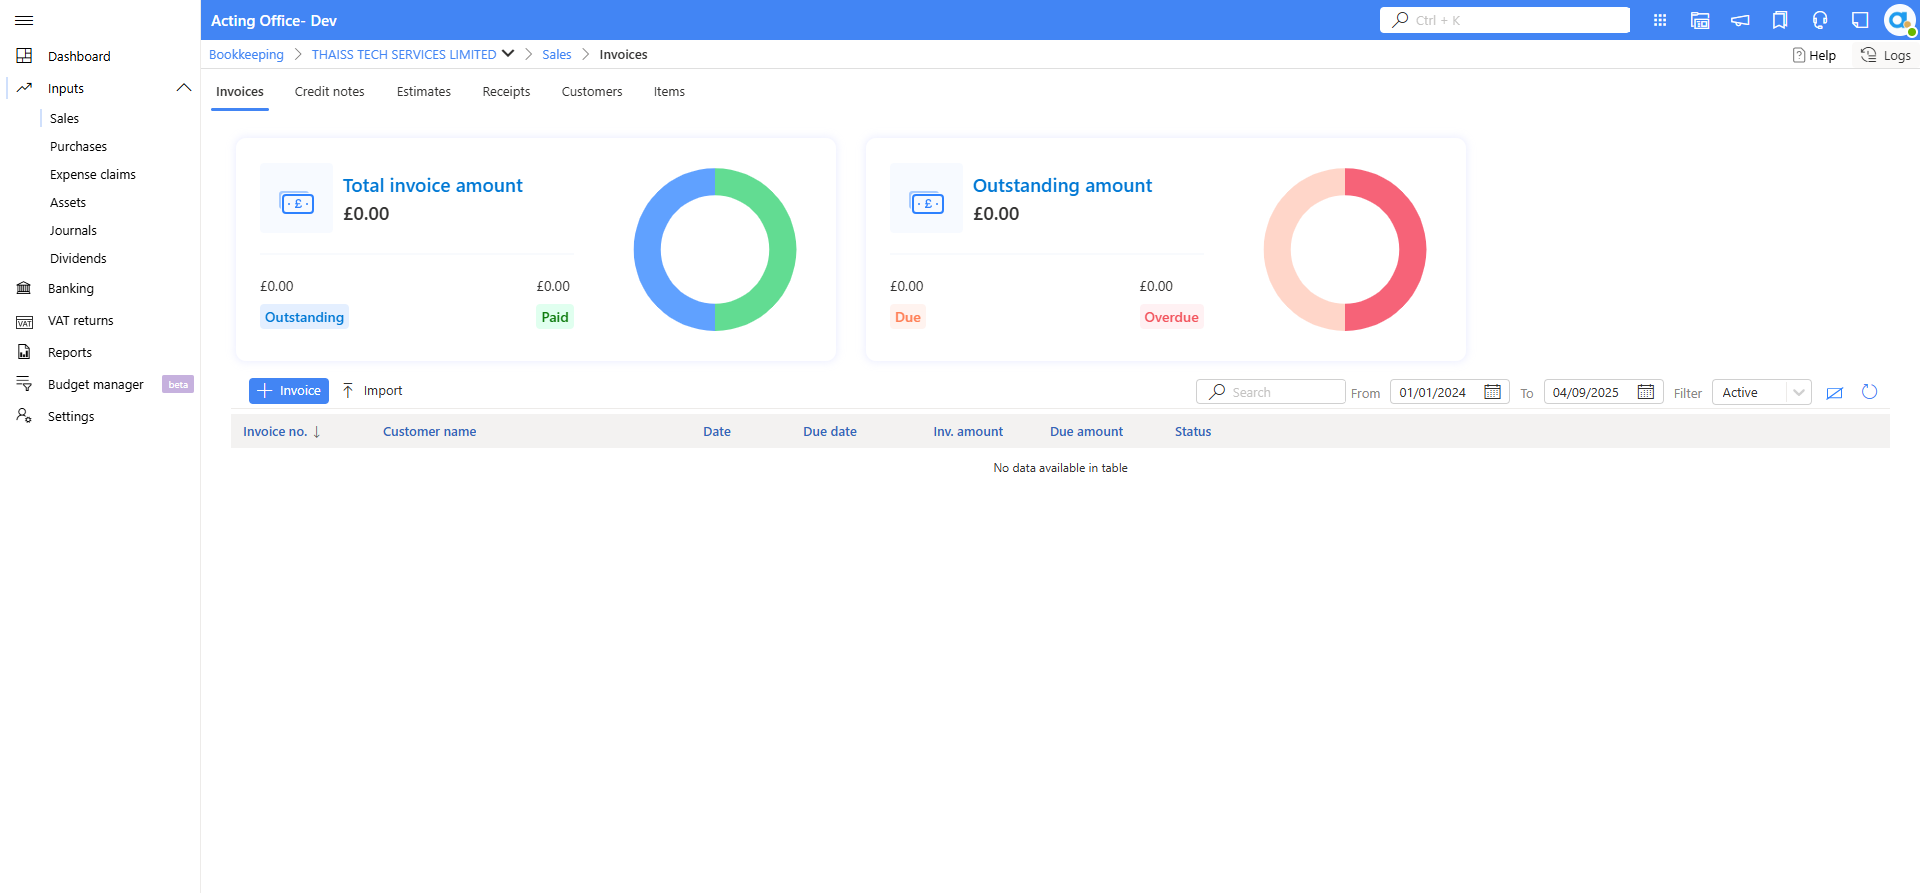 Acting Office- Dev
Ctrl + K
Dashboard
Inputs
Sales
Purchases
Expense claims
Assets
Journals
Dividends
Banking
VAT
VAT returns
Reports
Budget manager beta
Settings
Bookkeeping THAISS TECH SERVICES LIMITED Sales Invoices
Help Logs
Invoices Credit notes Estimates Receipts Customers Items
£
Total invoice amount
£0.00
£0.00 £0.00
Outstanding Paid
£
Outstanding amount
£0.00
£0.00 £0.00
Due Overdue
Invoice Import Search From 01/01/2024 To 04/09/2025 Filter Active
Invoice no. ↓ Customer name Date Due date Inv. amount Due amount Status
No data available in table